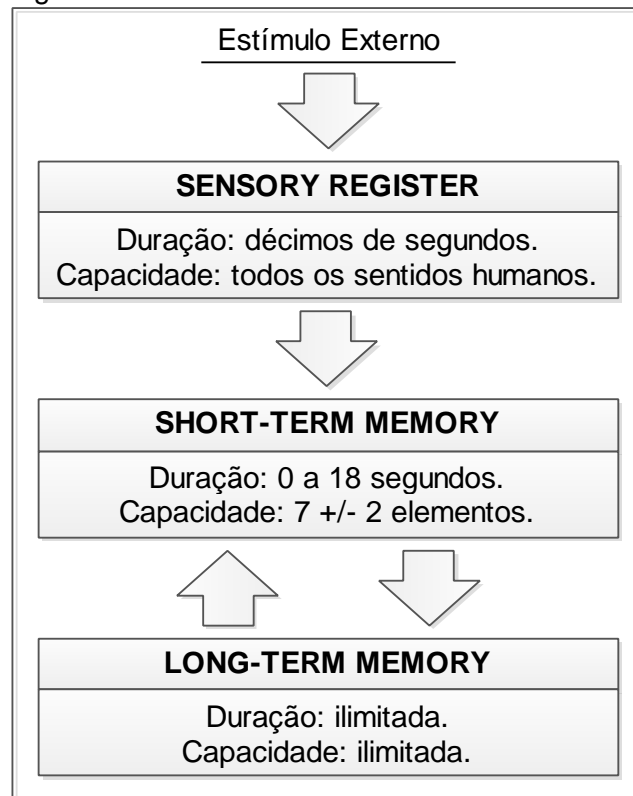 Estímulo Externo
SENSORY REGISTER
Duração: décimos de segundos.
Capacidade: todos os sentidos humanos.
SHORT-TERM MEMORY
Duração: 0 a 18 segundos.
Capacidade: 7 +/- 2 elementos.
LONG-TERM MEMORY
Duração: ilimitada.
Capacidade: ilimitada.